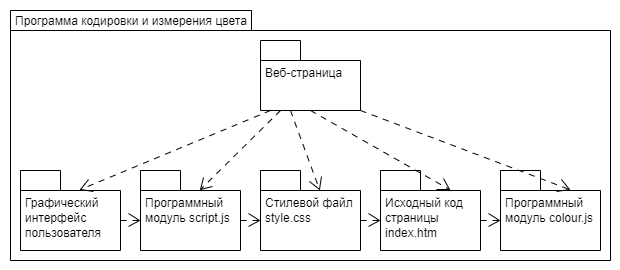 Программа кодировки и измерения цвета
Веб-страница
Графический
интерфейс
пользователя
Программный
модуль script.js
Стилевой файл
style.css
Исходный код
страницы
index.htm
Программный
модуль colour.js